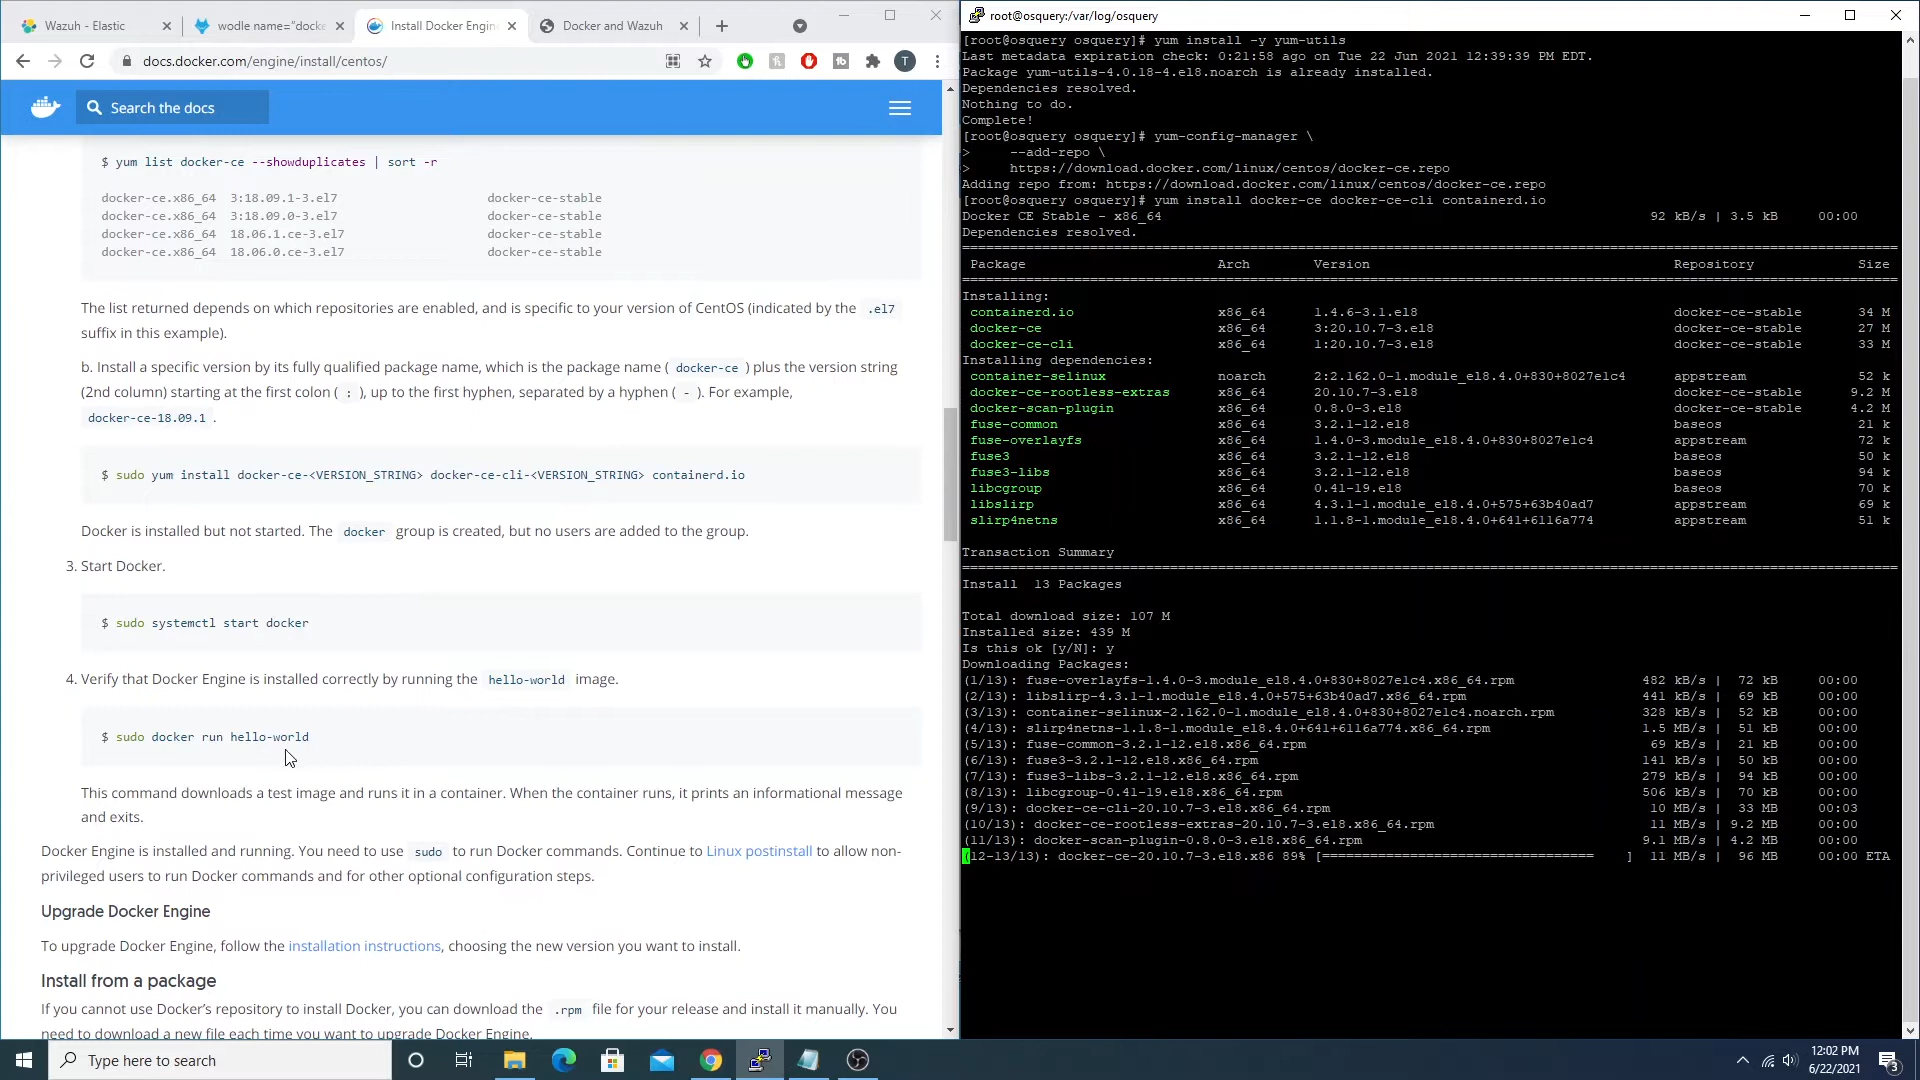 Wazuh - Elastic
wodle name="docke
Install Docker Engine
Docker and Wazuh
docs.docker.com/engine/install/centos/
T
Search the docs
$ yum list docker-ce --showduplicates | sort -r
docker-ce.x86_64 3:18.09.1-3.el7 docker-ce-stable
docker-ce.x86_64 3:18.09.0-3.el7 docker-ce-stable
docker-ce.x86_64 18.06.1.ce-3.el7 docker-ce-stable
docker-ce.x86_64 18.06.0.ce-3.el7 docker-ce-stable
The list returned depends on which repositories are enabled, and is specific to your version of CentOS (indicated by the .el7
suffix in this example).
b. Install a specific version by its fully qualified package name, which is the package name ( docker-ce ) plus the version string
(2nd column) starting at the first colon ( : ), up to the first hyphen, separated by a hyphen ( - ). For example,
docker-ce-18.09.1 .
$ sudo yum install docker-ce-<VERSION_STRING> docker-ce-cli-<VERSION_STRING> containerd.io
Docker is installed but not started. The docker group is created, but no users are added to the group.
3. Start Docker.
$ sudo systemctl start docker
4. Verify that Docker Engine is installed correctly by running the hello-world image.
$ sudo docker run hello-world
This command downloads a test image and runs it in a container. When the container runs, it prints an informational message
and exits.
Docker Engine is installed and running. You need to use sudo to run Docker commands. Continue to Linux postinstall to allow non-
privileged users to run Docker commands and for other optional configuration steps.
Upgrade Docker Engine
To upgrade Docker Engine, follow the installation instructions, choosing the new version you want to install.
Install from a package
If you cannot use Docker's repository to install Docker, you can download the .rpm file for your release and install it manually. You
need to download a new file each time you want to upgrade Docker Engine.
root@osquery:/var/log/osquery
[root@osquery osquery]# yum install -y yum-utils
Last metadata expiration check: 0:21:58 ago on Tue 22 Jun 2021 12:39:39 PM EDT.
Package yum-utils-4.0.18-4.el8.noarch is already installed.
Dependencies resolved.
Nothing to do.
Complete!
[root@osquery osquery]# yum-config-manager \
> --add-repo \
> https://download.docker.com/linux/centos/docker-ce.repo
Adding repo from: https://download.docker.com/linux/centos/docker-ce.repo
[root@osquery osquery]# yum install docker-ce docker-ce-cli containerd.io
Docker CE Stable - x86_64 92 kB/s | 3.5 kB 00:00
Dependencies resolved.
Package Arch Version Repository Size
Installing:
containerd.io x86_64 1.4.6-3.1.el8 docker-ce-stable 34 M
docker-ce x86_64 3:20.10.7-3.el8 docker-ce-stable 27 M
docker-ce-cli x86_64 1:20.10.7-3.el8 docker-ce-stable 33 M
Installing dependencies:
container-selinux noarch 2:2.162.0-1.module_el8.4.0+830+8027e1c4 appstream 52 k
docker-ce-rootless-extras x86_64 20.10.7-3.el8 docker-ce-stable 9.2 M
docker-scan-plugin x86_64 0.8.0-3.el8 docker-ce-stable 4.2 M
fuse-common x86_64 3.2.1-12.el8 baseos 21 k
fuse-overlayfs x86_64 1.4.0-3.module_el8.4.0+830+8027e1c4 appstream 72 k
fuse3 x86_64 3.2.1-12.el8 baseos 50 k
fuse3-libs x86_64 3.2.1-12.el8 baseos 94 k
libcgroup x86_64 0.41-19.el8 baseos 70 k
libslirp x86_64 4.3.1-1.module_el8.4.0+575+63b40ad7 appstream 69 k
slirp4netns x86_64 1.1.8-1.module_el8.4.0+641+6116a774 appstream 51 k
Transaction Summary
Install 13 Packages
Total download size: 107 M
Installed size: 439 M
Is this ok [y/N]: y
Downloading Packages:
(1/13): fuse-overlayfs-1.4.0-3.module_el8.4.0+830+8027e1c4.x86_64.rpm 482 kB/s | 72 kB 00:00
(2/13): libslirp-4.3.1-1.module_el8.4.0+575+63b40ad7.x86_64.rpm 441 kB/s | 69 kB 00:00
(3/13): container-selinux-2.162.0-1.module_el8.4.0+830+8027e1c4.noarch.rpm 328 kB/s | 52 kB 00:00
(4/13): slirp4netns-1.1.8-1.module_el8.4.0+641+6116a774.x86_64.rpm 1.5 MB/s | 51 kB 00:00
(5/13): fuse-common-3.2.1-12.el8.x86_64.rpm 69 kB/s | 21 kB 00:00
(6/13): fuse3-3.2.1-12.el8.x86_64.rpm 141 kB/s | 50 kB 00:00
(7/13): fuse3-libs-3.2.1-12.el8.x86_64.rpm 279 kB/s | 94 kB 00:00
(8/13): libcgroup-0.41-19.el8.x86_64.rpm 506 kB/s | 70 kB 00:00
(9/13): docker-ce-cli-20.10.7-3.el8.x86_64.rpm 10 MB/s | 33 MB 00:03
(10/13): docker-ce-rootless-extras-20.10.7-3.el8.x86_64.rpm 11 MB/s | 9.2 MB 00:00
(11/13): docker-scan-plugin-0.8.0-3.el8.x86_64.rpm 9.1 MB/s | 4.2 MB 00:00
(12-13/13): docker-ce-20.10.7-3.el8.x86 89% [================================== ] 11 MB/s | 96 MB 00:00 ETA
Type here to search
12:02 PM
6/22/2021
3